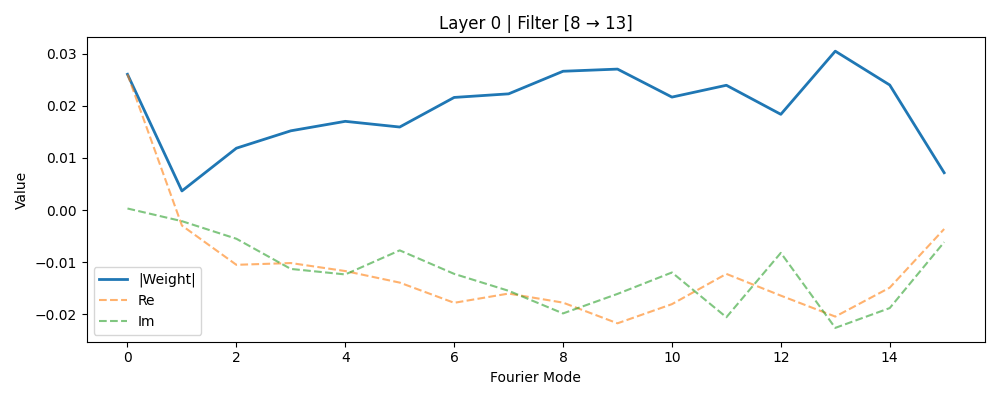 Layer 0 | Filter [8 → 13]
Value
0.03
0.02
0.01
0.00
−0.01
−0.02
|Weight|
Re
Im
0 2 4 6 8 10 12 14
Fourier Mode